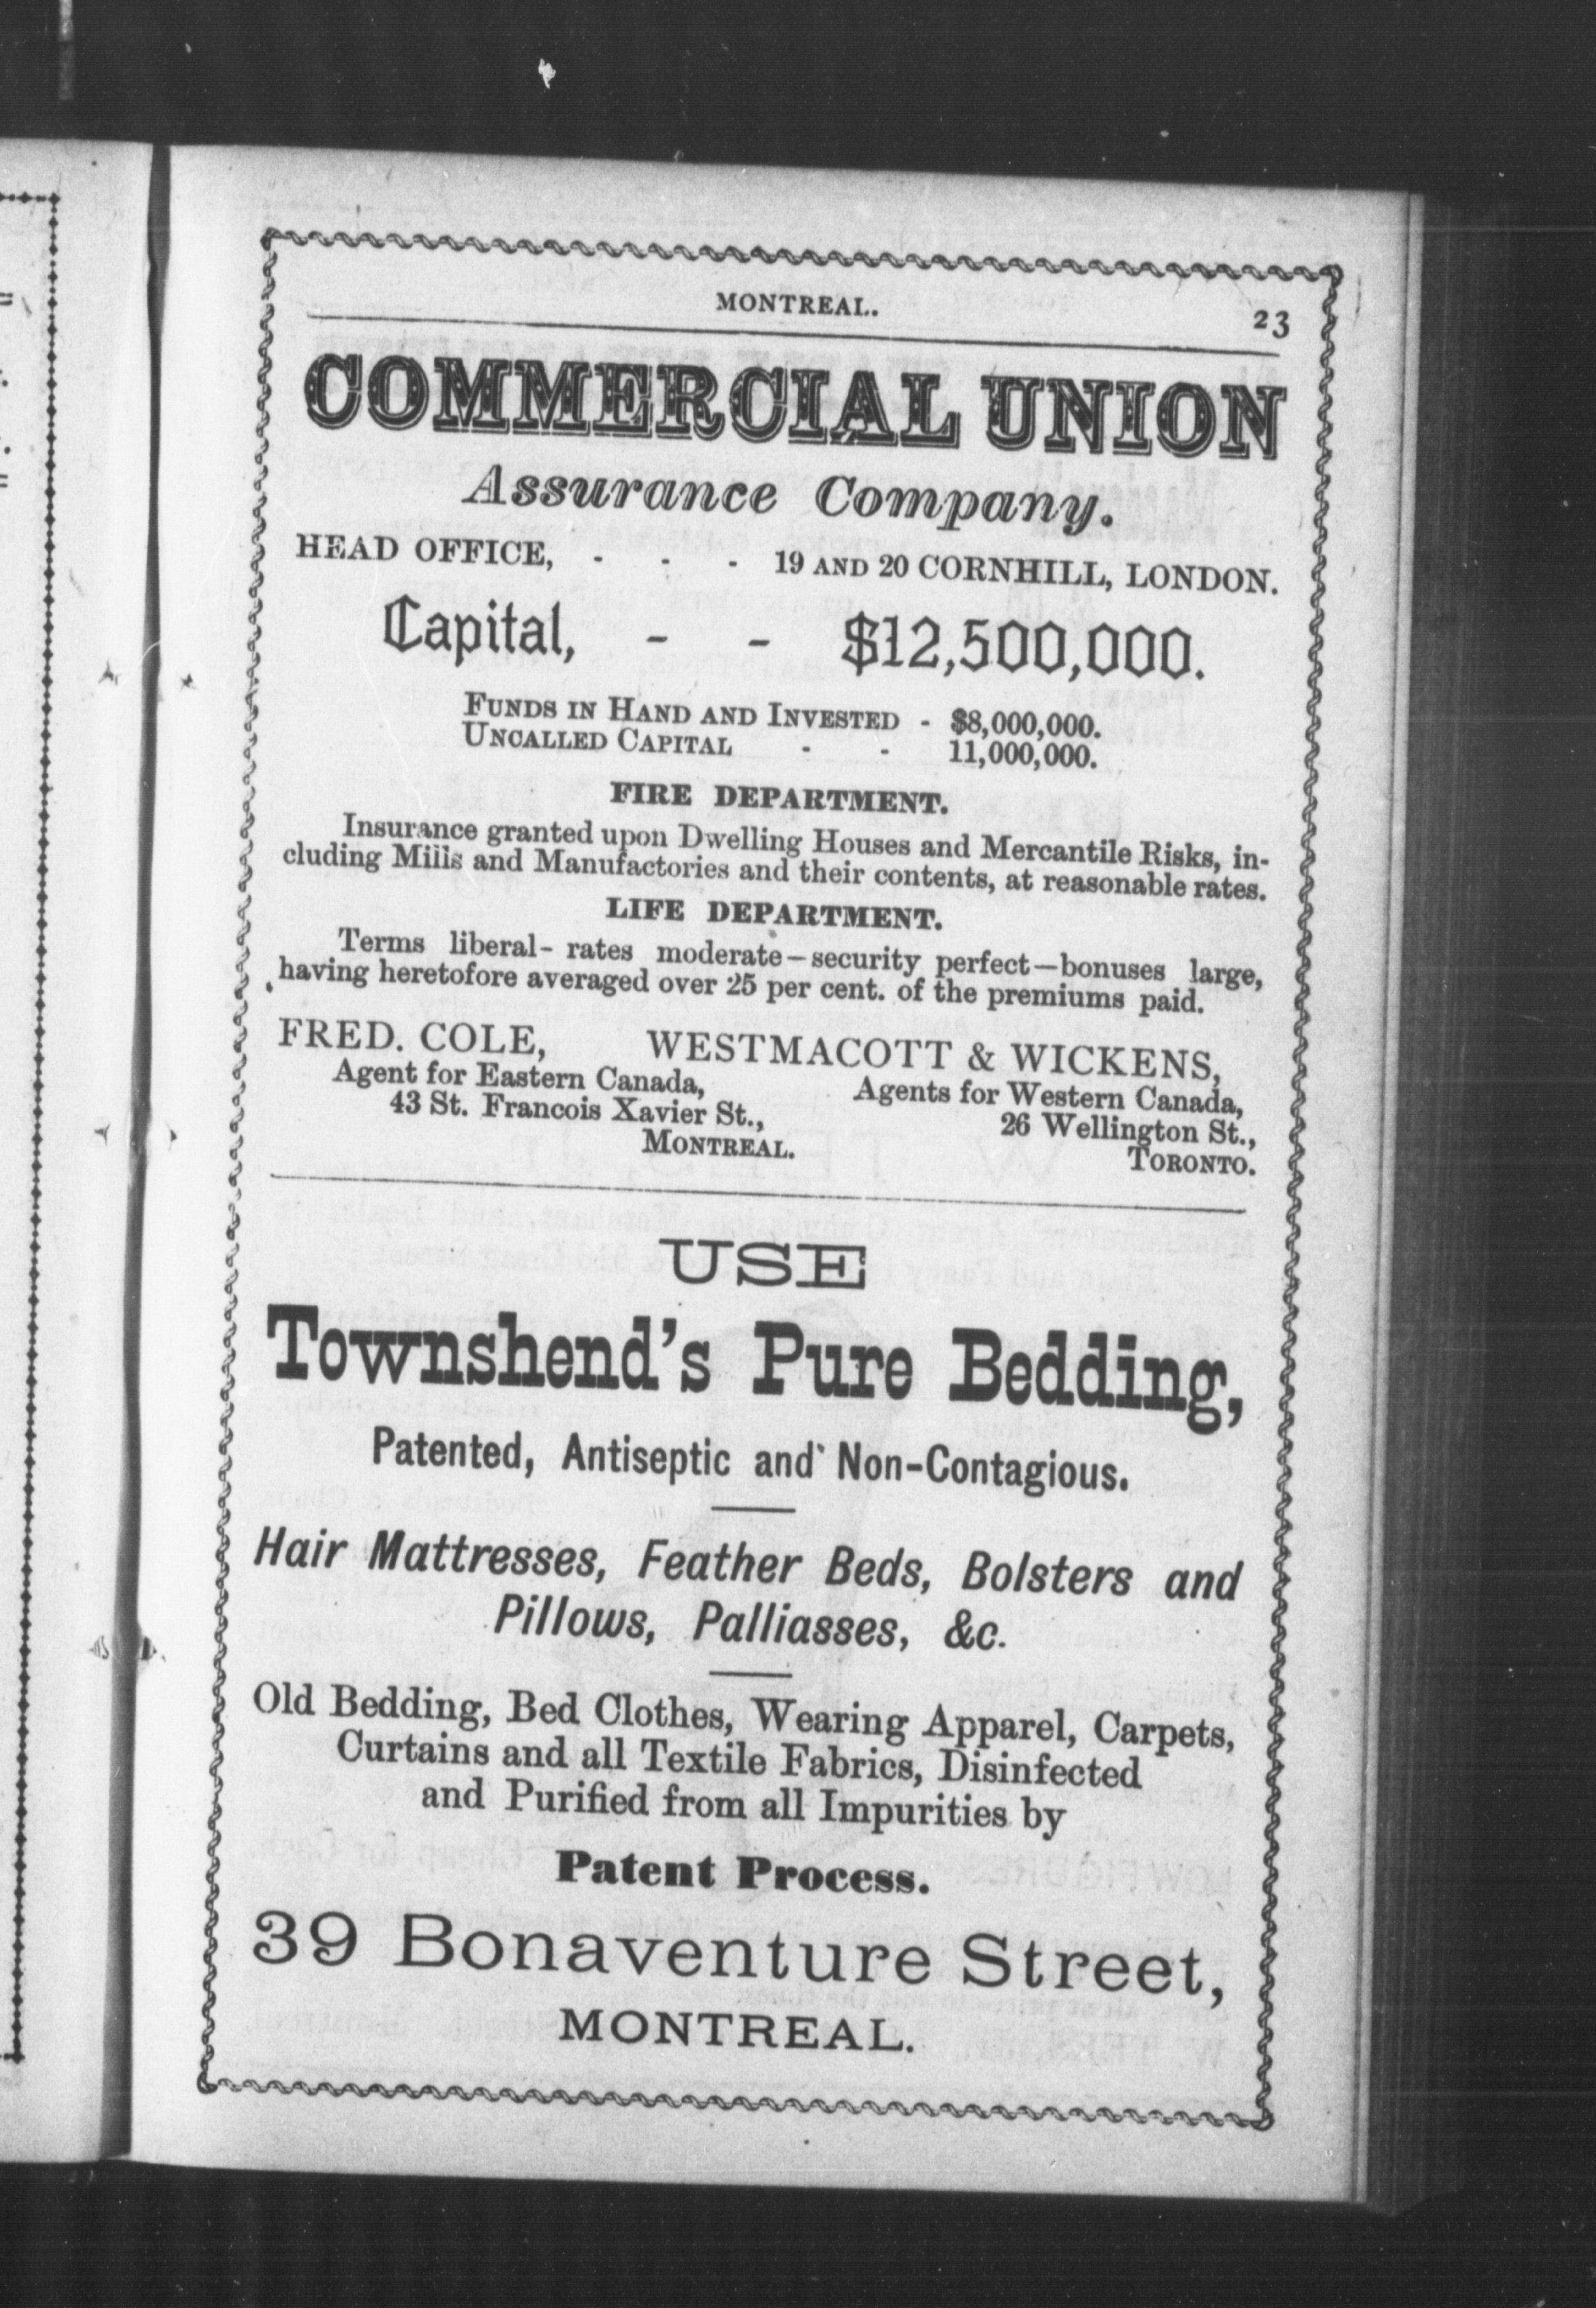 MONTREAL.
23
COMMERCIAL UNION
Assurance Company.
HEAD OFFICE, - - - 19 AND 20 CORNHILL, LONDON.
Capital, - - $12,500,000.
FUNDS IN HAND AND INVESTED - $8,000,000.
UNCALLED CAPITAL - - 11,000,000.
FIRE DEPARTMENT.
Insurance granted upon Dwelling Houses and Mercantile Risks, in-
cluding Mills and Manufactories and their contents, at reasonable rates.
LIFE DEPARTMENT.
Terms liberal- rates moderate—security perfect—bonuses large,
having heretofore averaged over 25 per cent. of the premiums paid.
FRED. COLE,
Agent for Eastern Canada,
43 St. Francois Xavier St.,
MONTREAL.
WESTMACOTT & WICKENS,
Agents for Western Canada,
26 Wellington St.,
TORONTO.
USE
Townshend's Pure Bedding,
Patented, Antiseptic and Non-Contagious.
Hair Mattresses, Feather Beds, Bolsters and
Pillows, Palliasses, &c.
Old Bedding, Bed Clothes, Wearing Apparel, Carpets,
Curtains and all Textile Fabrics, Disinfected
and Purified from all Impurities by
Patent Process.
39 Bonaventure Street,
MONTREAL.